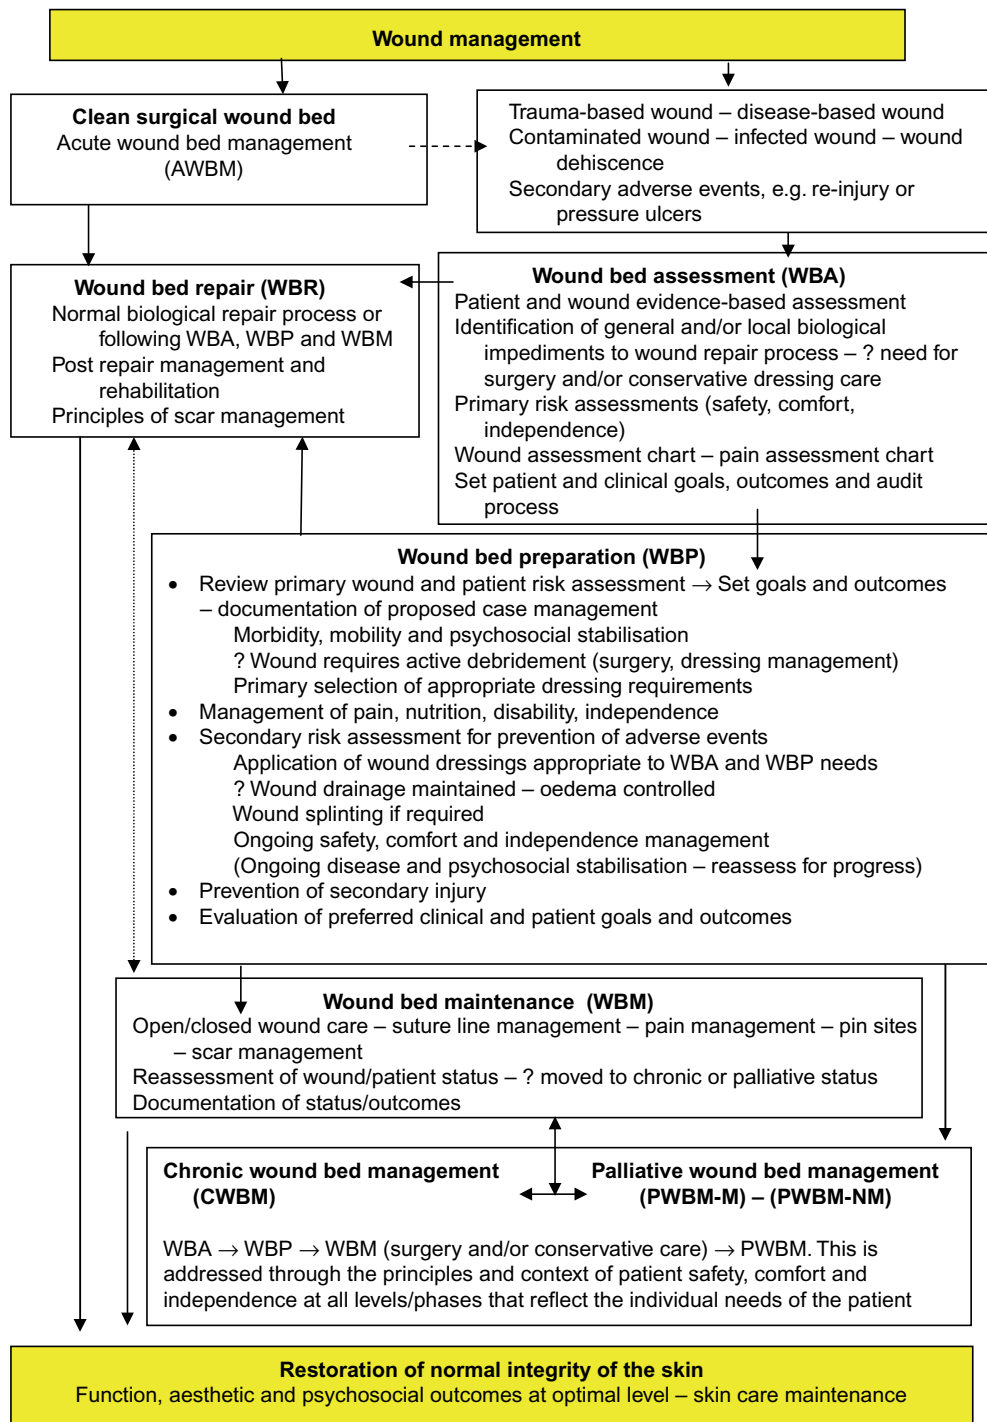 Wound management
Clean surgical wound bed
Acute wound bed management
(AWBM)
Trauma-based wound – disease-based wound
Contaminated wound – infected wound – wound
dehiscence
Secondary adverse events, e.g. re-injury or
pressure ulcers
Wound bed repair (WBR)
Normal biological repair process or
following WBA, WBP and WBM
Post repair management and
rehabilitation
Principles of scar management
Wound bed assessment (WBA)
Patient and wound evidence-based assessment
Identification of general and/or local biological
impediments to wound repair process – ? need for
surgery and/or conservative dressing care
Primary risk assessments (safety, comfort,
independence)
Wound assessment chart – pain assessment chart
Set patient and clinical goals, outcomes and audit
process
Wound bed preparation (WBP)
• Review primary wound and patient risk assessment → Set goals and outcomes
– documentation of proposed case management
Morbidity, mobility and psychosocial stabilisation
? Wound requires active debridement (surgery, dressing management)
Primary selection of appropriate dressing requirements
• Management of pain, nutrition, disability, independence
• Secondary risk assessment for prevention of adverse events
Application of wound dressings appropriate to WBA and WBP needs
? Wound drainage maintained – oedema controlled
Wound splinting if required
Ongoing safety, comfort and independence management
(Ongoing disease and psychosocial stabilisation – reassess for progress)
• Prevention of secondary injury
• Evaluation of preferred clinical and patient goals and outcomes
Wound bed maintenance (WBM)
Open/closed wound care – suture line management – pain management – pin sites
– scar management
Reassessment of wound/patient status – ? moved to chronic or palliative status
Documentation of status/outcomes
Chronic wound bed management
(CWBM)
Palliative wound bed management
(PWBM-M) – (PWBM-NM)
WBA → WBP → WBM (surgery and/or conservative care) → PWBM. This is
addressed through the principles and context of patient safety, comfort and
independence at all levels/phases that reflect the individual needs of the patient
Restoration of normal integrity of the skin
Function, aesthetic and psychosocial outcomes at optimal level – skin care maintenance